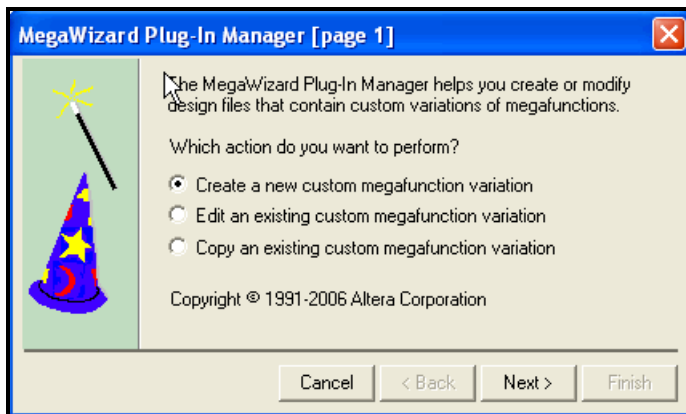 MegaWizard Plug-In Manager [page 1]
The MegaWizard Plug-In Manager helps you create or modify
design files that contain custom variations of megafunctions.
Which action do you want to perform?
Create a new custom megafunction variation
Edit an existing custom megafunction variation
Copy an existing custom megafunction variation
Copyright © 1991-2006 Altera Corporation
Cancel
< Back
Next >
Finish